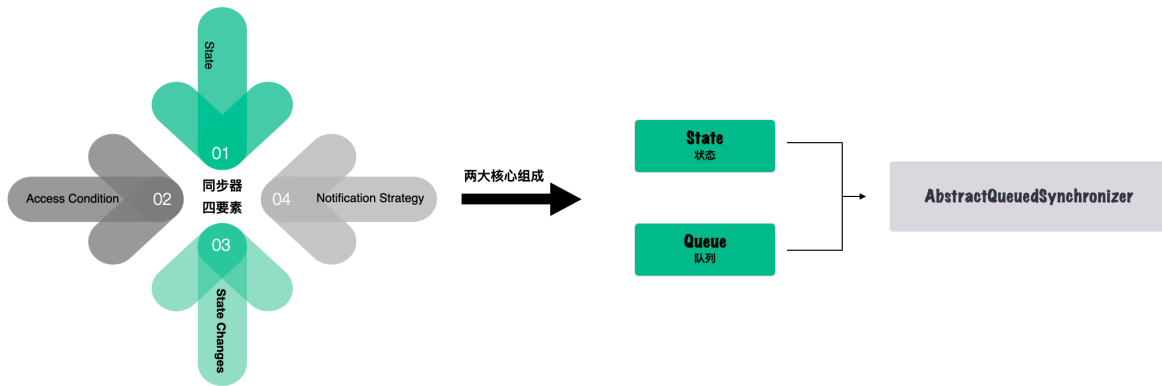 State
01
Access Condition
02
同步器
四要素
04
Notification Strategy
03
State Changes
两大核心组成
State
状态
Queue
队列
AbstractQueuedSynchronizer